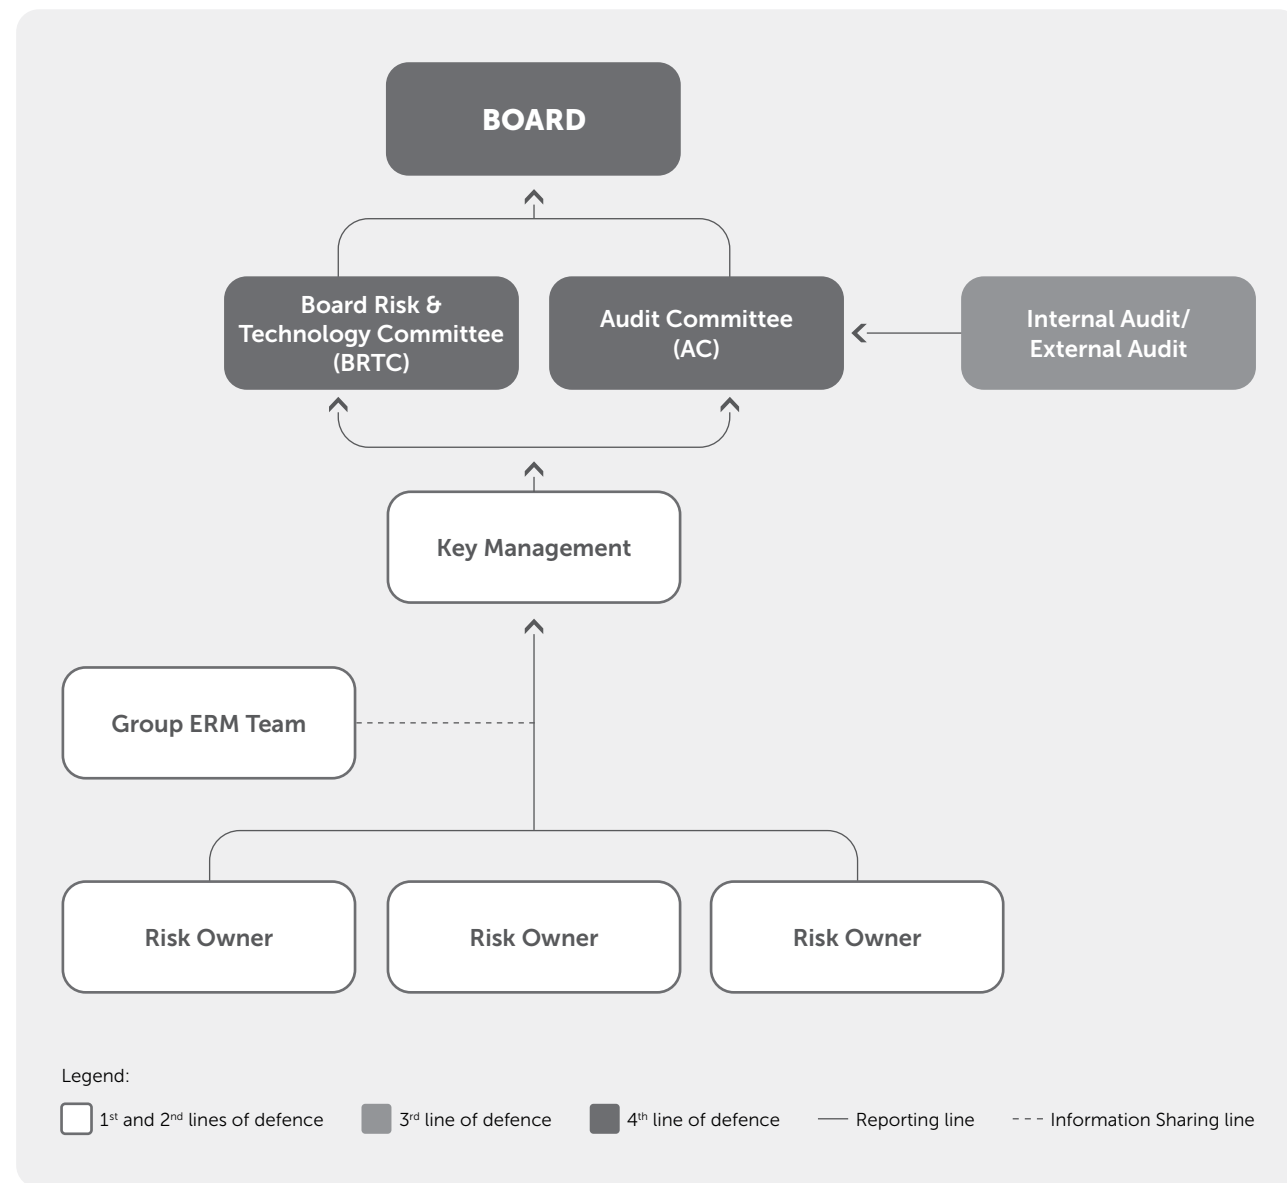 BOARD
Board Risk &
Technology Committee
(BRTC)
Audit Committee
(AC)
Internal Audit/
External Audit
Key Management
Group ERM Team
Risk Owner
Risk Owner
Risk Owner
Legend:
1st and 2nd lines of defence
3rd line of defence
4th line of defence
Reporting line
Information Sharing line